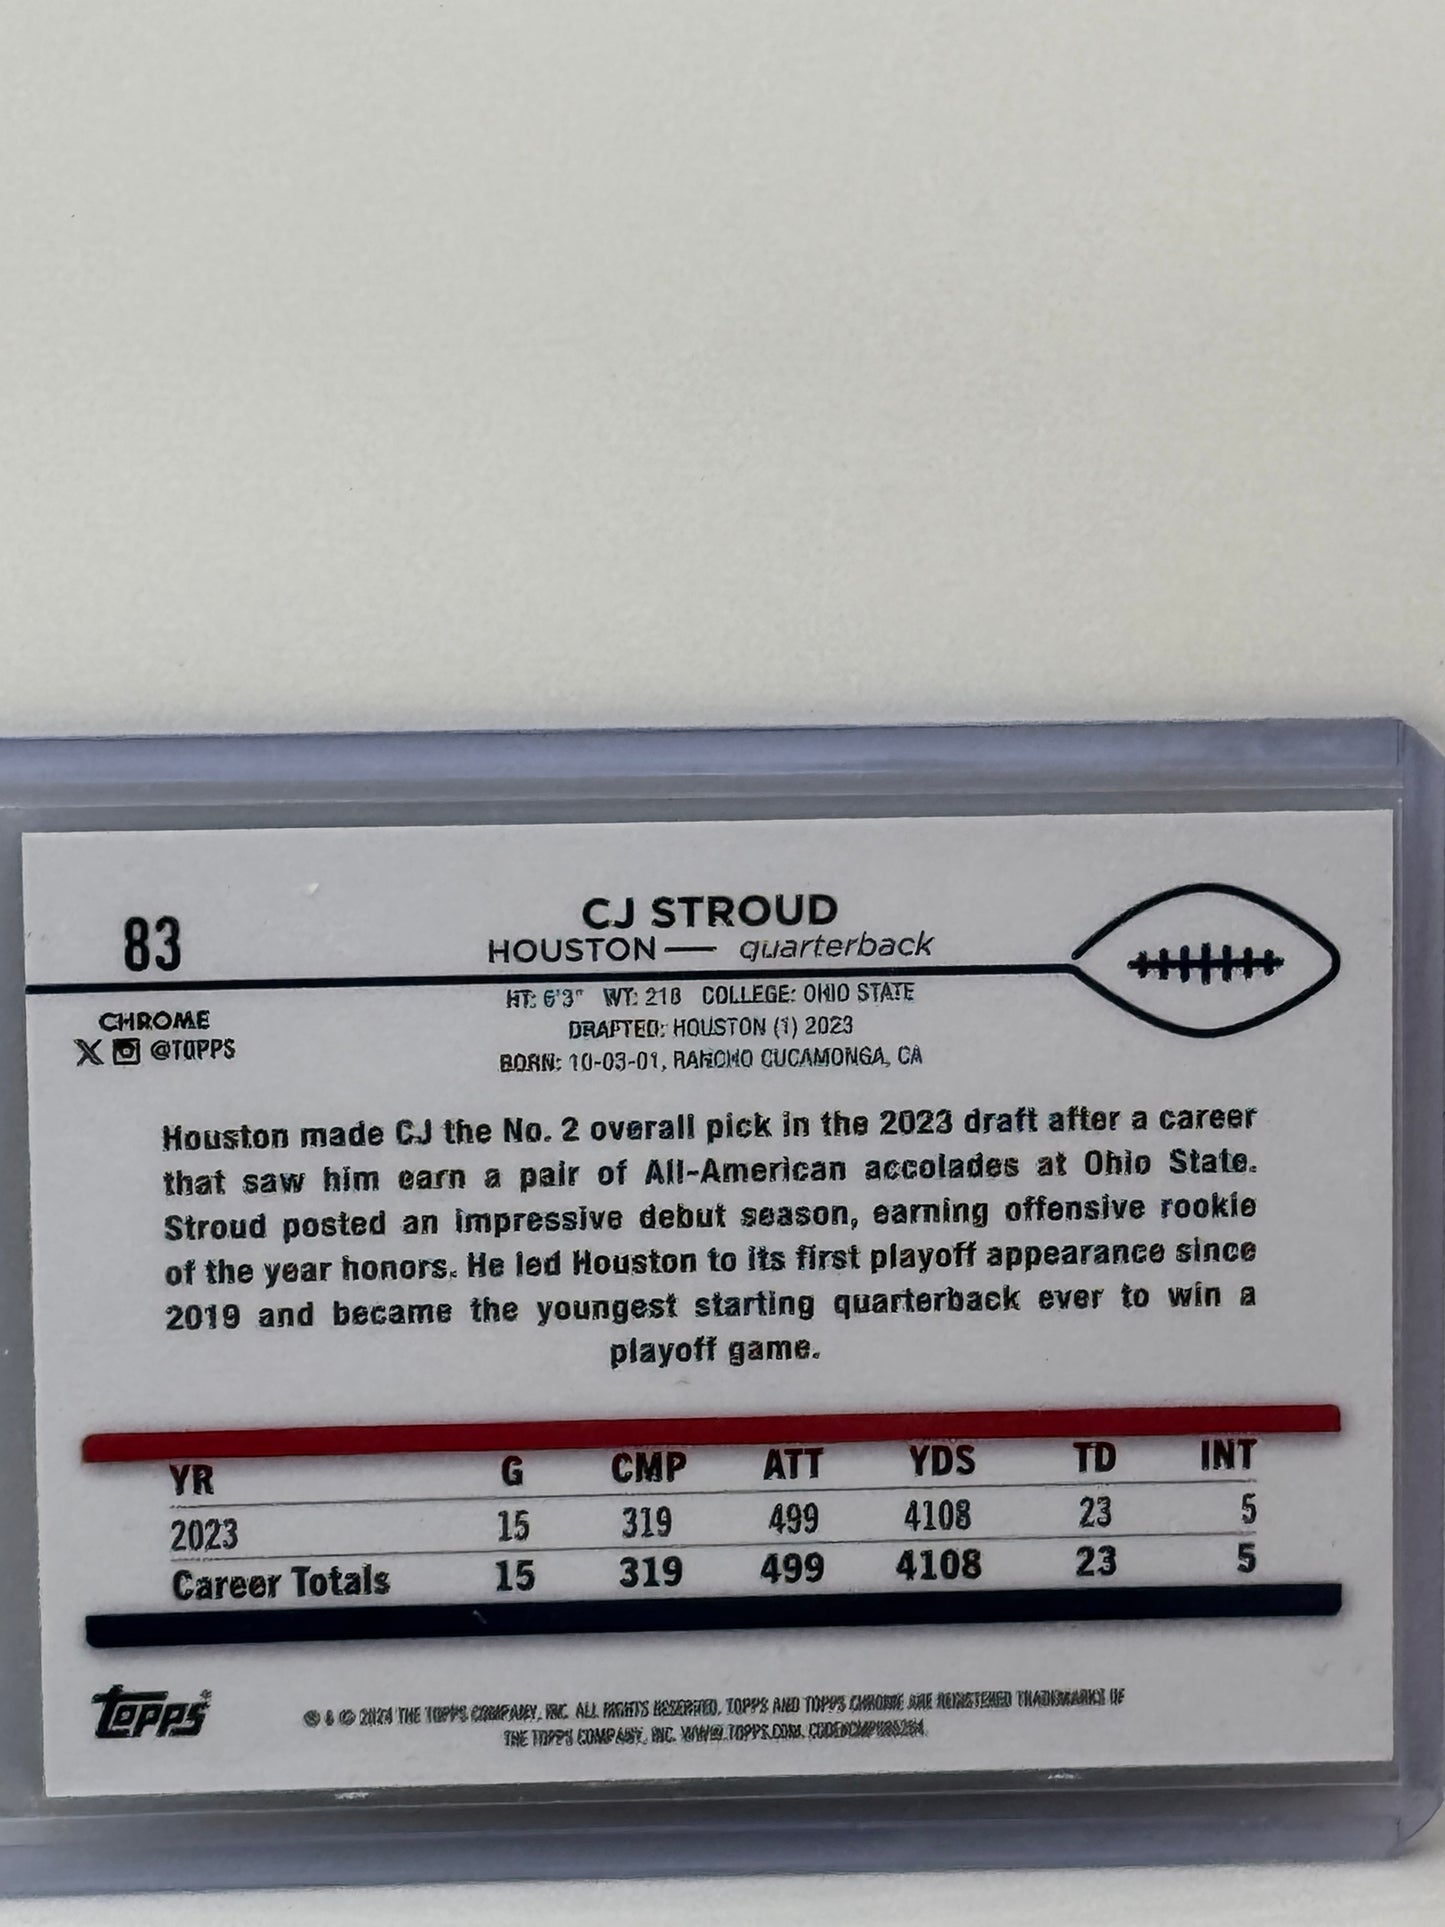 83
CJ STROUD
HOUSTON — quarterback
HT: 6'3" WT: 218 COLLEGE: OHIO STATE
DRAFTED: HOUSTON (1) 2023
BORN: 10-03-01, RANCHO CUCAMONGA, CA
CHROME
@TOPPS
Houston made CJ the No. 2 overall pick in the 2023 draft after a career
that saw him earn a pair of All-American accolades at Ohio State.
Stroud posted an impressive debut season, earning offensive rookie
of the year honors. He led Houston to its first playoff appearance since
2019 and became the youngest starting quarterback ever to win a
playoff game.
YR G CMP ATT YDS TD INT
2023 15 319 499 4108 23 5
Career Totals 15 319 499 4108 23 5
Topps
& © 2024 THE TOPPS COMPANY, INC. ALL RIGHTS RESERVED. TOPPS AND TOPPS CHROME ARE REGISTERED TRADEMARKS OF
THE TOPPS COMPANY, INC. WWW.TOPPS.COM.